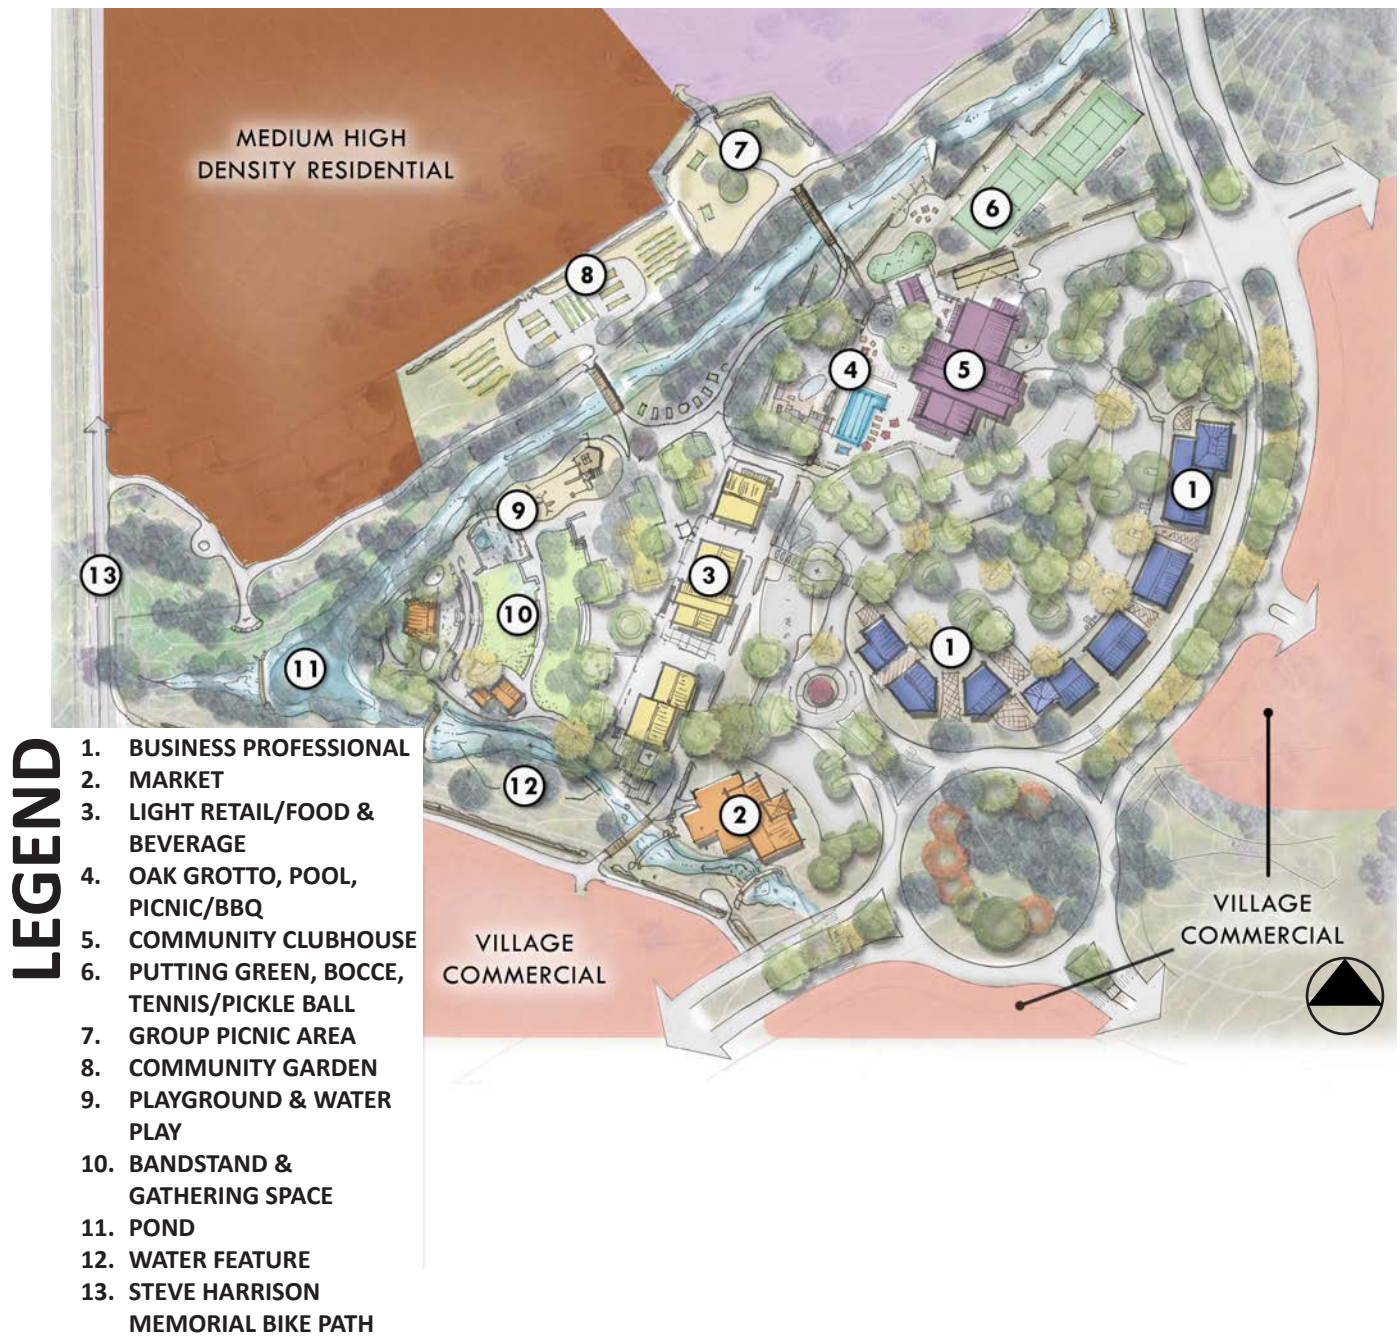 MEDIUM HIGH
DENSITY RESIDENTIAL
7
6
8
4
5
1
9
3
13
10
1
11
12
2
VILLAGE
COMMERCIAL
VILLAGE
COMMERCIAL
LEGEND
1. BUSINESS PROFESSIONAL
2. MARKET
3. LIGHT RETAIL/FOOD &
BEVERAGE
4. OAK GROTTO, POOL,
PICNIC/BBQ
5. COMMUNITY CLUBHOUSE
6. PUTTING GREEN, BOCCE,
TENNIS/PICKLE BALL
7. GROUP PICNIC AREA
8. COMMUNITY GARDEN
9. PLAYGROUND & WATER
PLAY
10. BANDSTAND &
GATHERING SPACE
11. POND
12. WATER FEATURE
13. STEVE HARRISON
MEMORIAL BIKE PATH